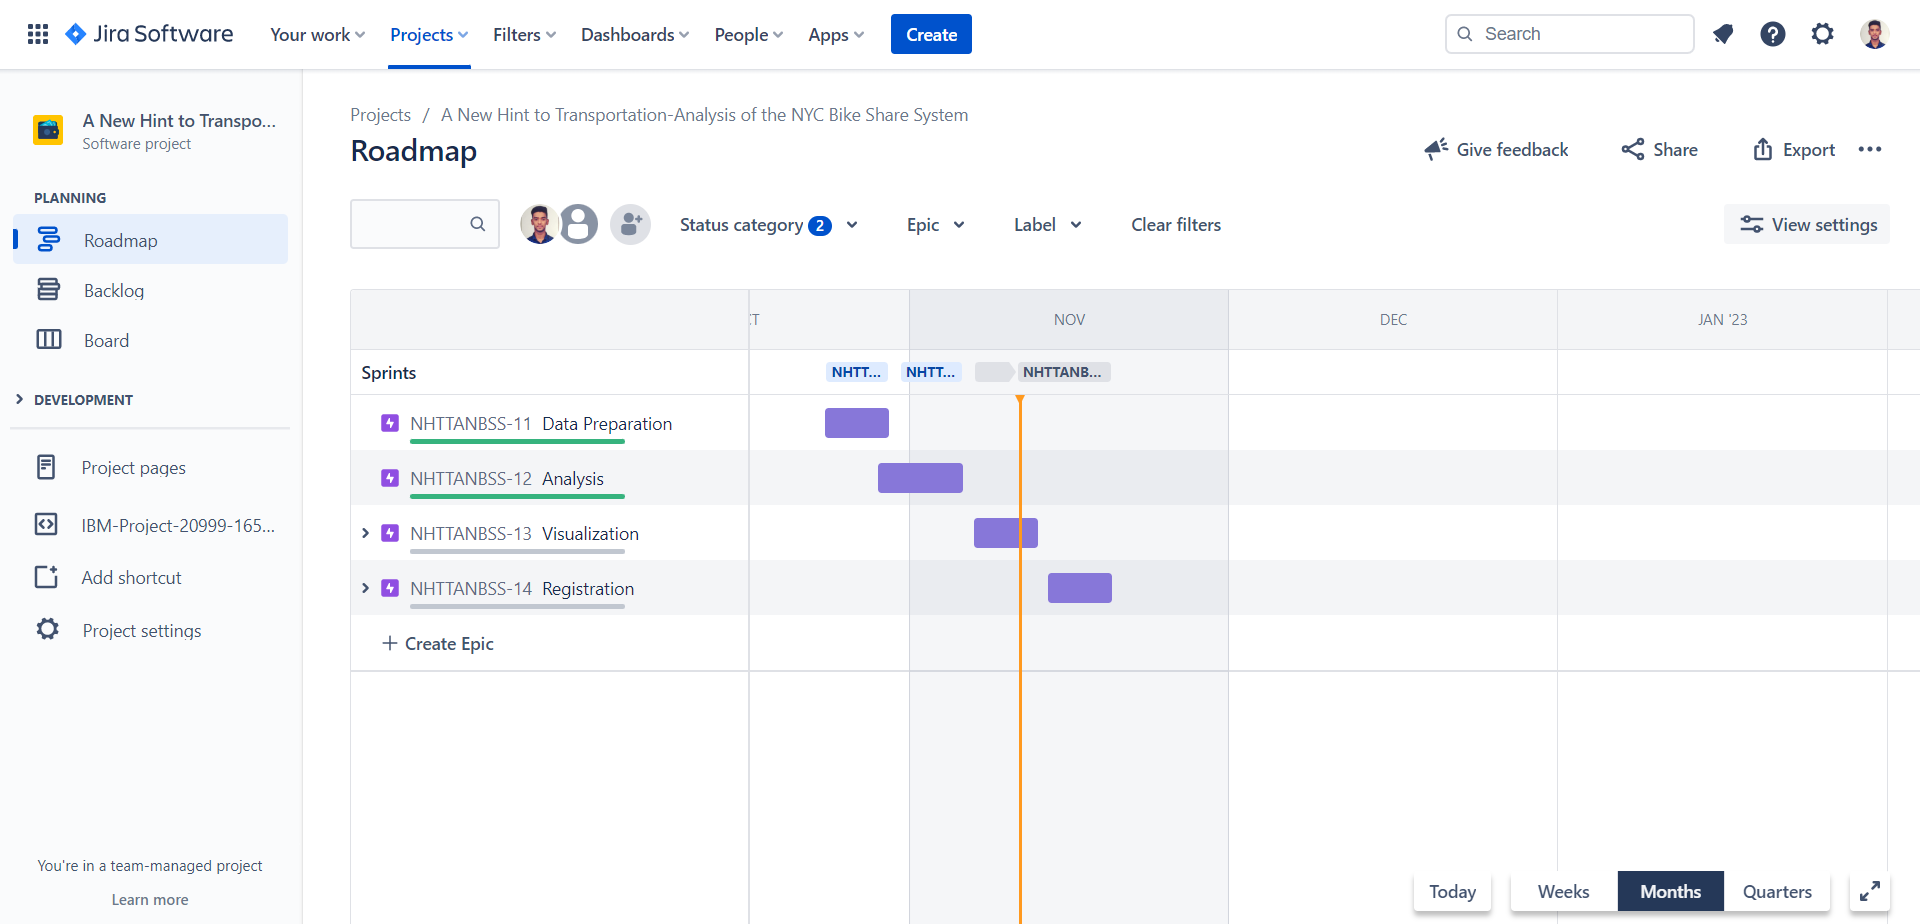 Jira Software
Your work
Projects
Filters
Dashboards
People
Apps
Create
Search
A New Hint to Transpo...
Software project
PLANNING
Roadmap
Backlog
Board
DEVELOPMENT
Project pages
IBM-Project-20999-165...
Add shortcut
Project settings
You're in a team-managed project
Learn more
Projects / A New Hint to Transportation-Analysis of the NYC Bike Share System
Roadmap
Give feedback
Share
Export
Status category 2
Epic
Label
Clear filters
View settings
NOV
DEC
JAN '23
Sprints
NHTT...
NHTT...
NHTTANB...
NHTTANBSS-11 Data Preparation
NHTTANBSS-12 Analysis
NHTTANBSS-13 Visualization
NHTTANBSS-14 Registration
+ Create Epic
Today
Weeks
Months
Quarters